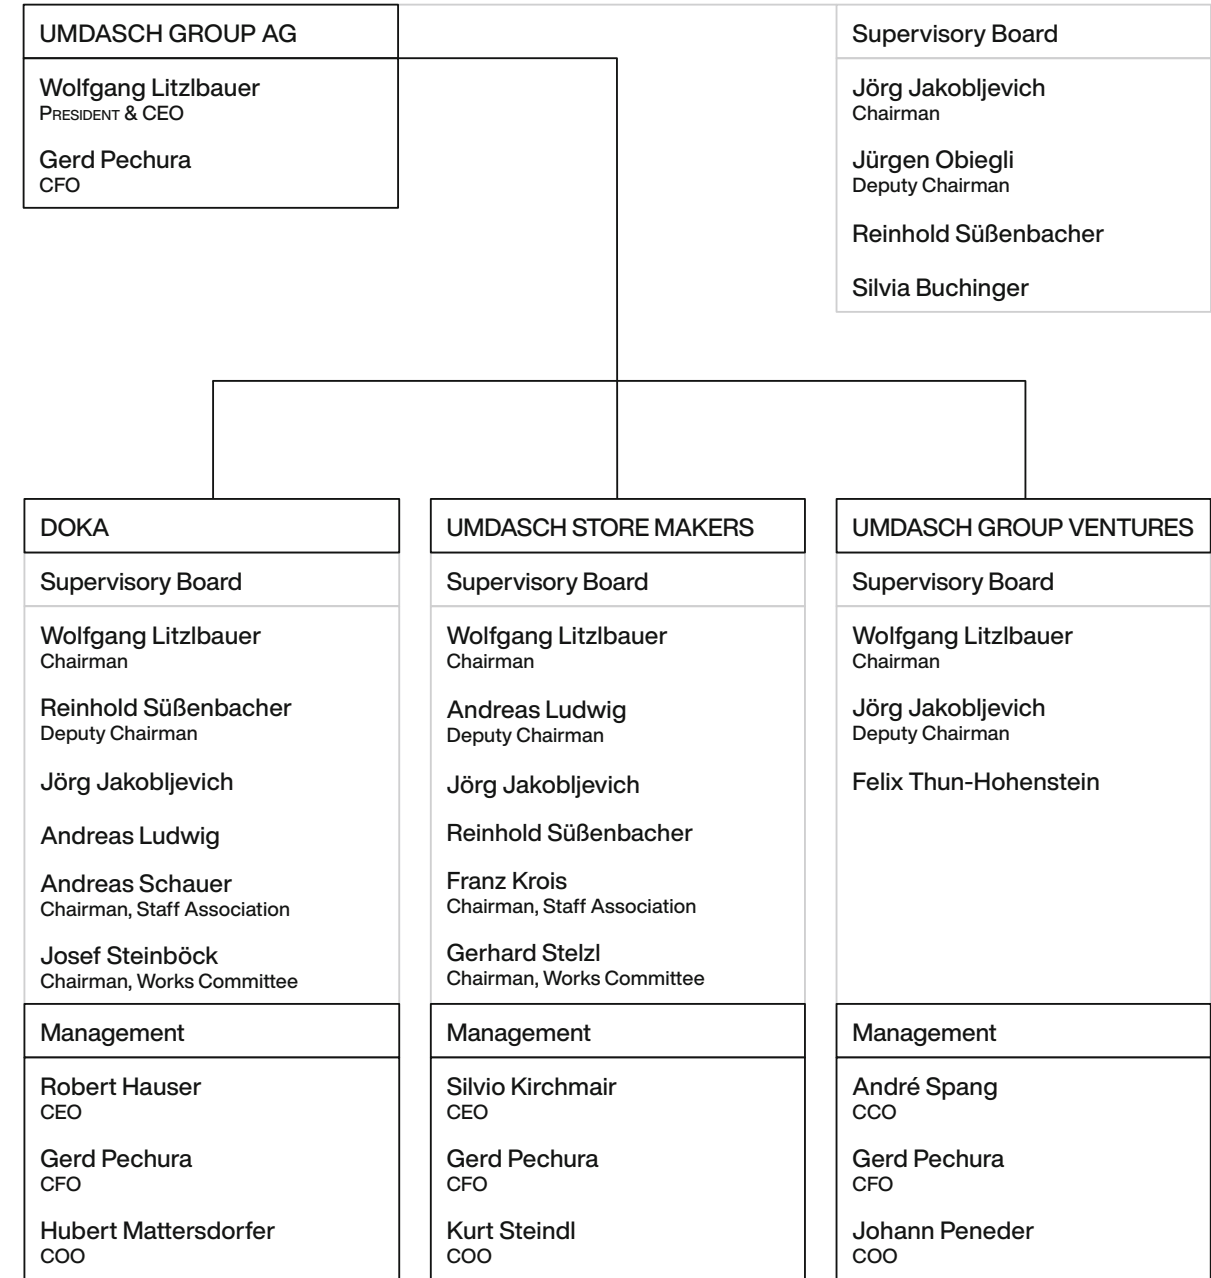 UMDASCH GROUP AG
Wolfgang Litzlbauer
President & CEO
Gerd Pechura
CFO
Supervisory Board
Jörg Jakobljevich
Chairman
Jürgen Obiegli
Deputy Chairman
Reinhold Süßenbacher
Silvia Buchinger
DOKA
Supervisory Board
Wolfgang Litzlbauer
Chairman
Reinhold Süßenbacher
Deputy Chairman
Jörg Jakobljevich
Andreas Ludwig
Andreas Schauer
Chairman, Staff Association
Josef Steinböck
Chairman, Works Committee
Management
Robert Hauser
CEO
Gerd Pechura
CFO
Hubert Mattersdorfer
COO
UMDASCH STORE MAKERS
Supervisory Board
Wolfgang Litzlbauer
Chairman
Andreas Ludwig
Deputy Chairman
Jörg Jakobljevich
Reinhold Süßenbacher
Franz Krois
Chairman, Staff Association
Gerhard Stelzl
Chairman, Works Committee
Management
Silvio Kirchmair
CEO
Gerd Pechura
CFO
Kurt Steindl
COO
UMDASCH GROUP VENTURES
Supervisory Board
Wolfgang Litzlbauer
Chairman
Jörg Jakobljevich
Deputy Chairman
Felix Thun-Hohenstein
Management
André Spang
CCO
Gerd Pechura
CFO
Johann Peneder
COO